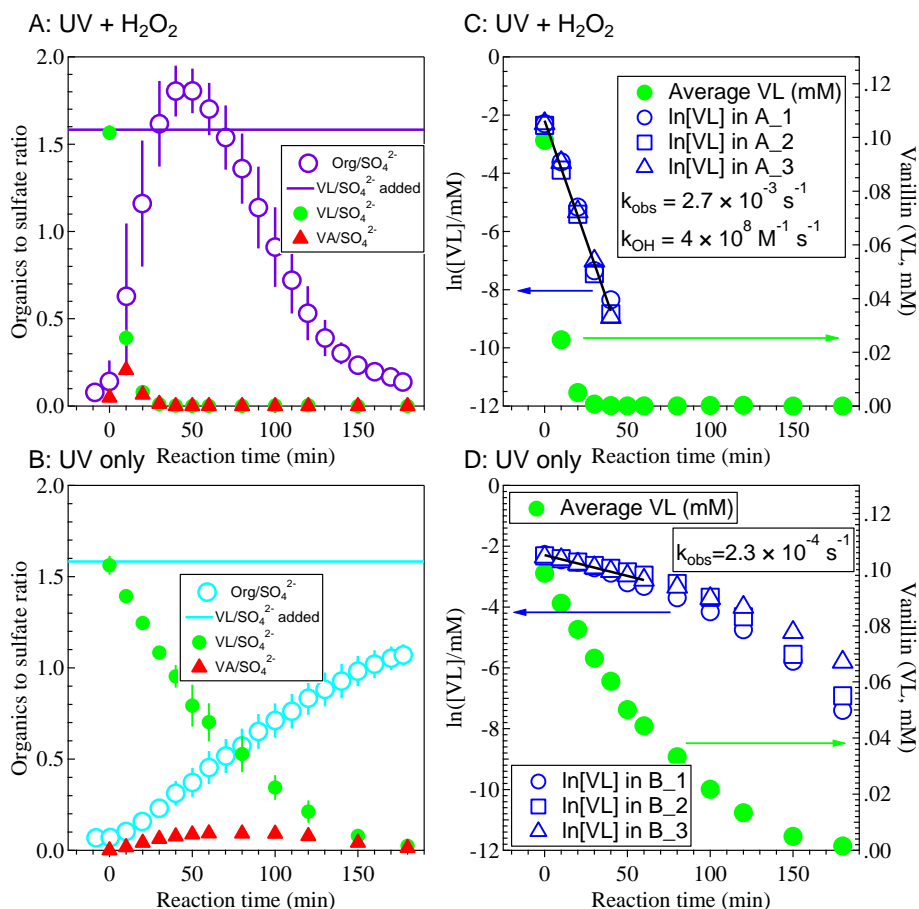 A: UV + H₂O₂
2.0
1.5
1.0
0.5
0.0
Organics to sulfate ratio
Org/SO₄²⁻
VL/SO₄²⁻ added
VL/SO₄²⁻
VA/SO₄²⁻
0
50
100
150
Reaction time (min)
C: UV + H₂O₂
0
-2
-4
-6
-8
-10
-12
ln([VL]/mM)
Average VL (mM)
ln[VL] in A_1
ln[VL] in A_2
ln[VL] in A_3
k_obs = 2.7 × 10⁻³ s⁻¹
k_OH = 4 × 10⁸ M⁻¹ s⁻¹
.12
.10
.08
.06
.04
.02
.00
Vanillin (VL, mM)
0
50
100
150
Reaction time (min)
B: UV only
2.0
1.5
1.0
0.5
0.0
Organics to sulfate ratio
Org/SO₄²⁻
VL/SO₄²⁻ added
VL/SO₄²⁻
VA/SO₄²⁻
0
50
100
150
Reaction time (min)
D: UV only
0
-2
-4
-6
-8
-10
-12
ln([VL]/mM)
Average VL (mM)
k_obs=2.3 × 10⁻⁴ s⁻¹
ln[VL] in B_1
ln[VL] in B_2
ln[VL] in B_3
.12
.10
.08
.06
.04
.02
.00
Vanillin (VL, mM)
0
50
100
150
Reaction time (min)